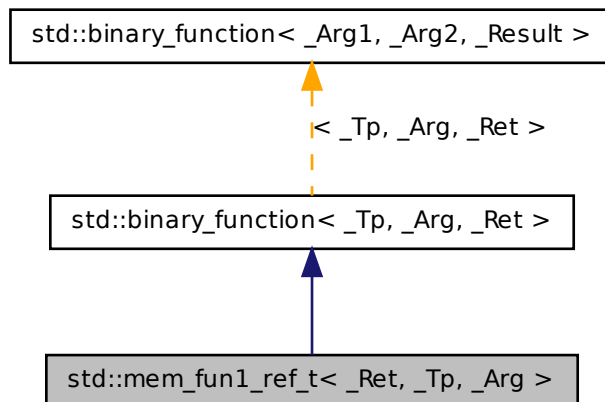 std::binary_function< _Arg1, _Arg2, _Result >
< _Tp, _Arg, _Ret >
std::binary_function< _Tp, _Arg, _Ret >
std::mem_fun1_ref_t< _Ret, _Tp, _Arg >